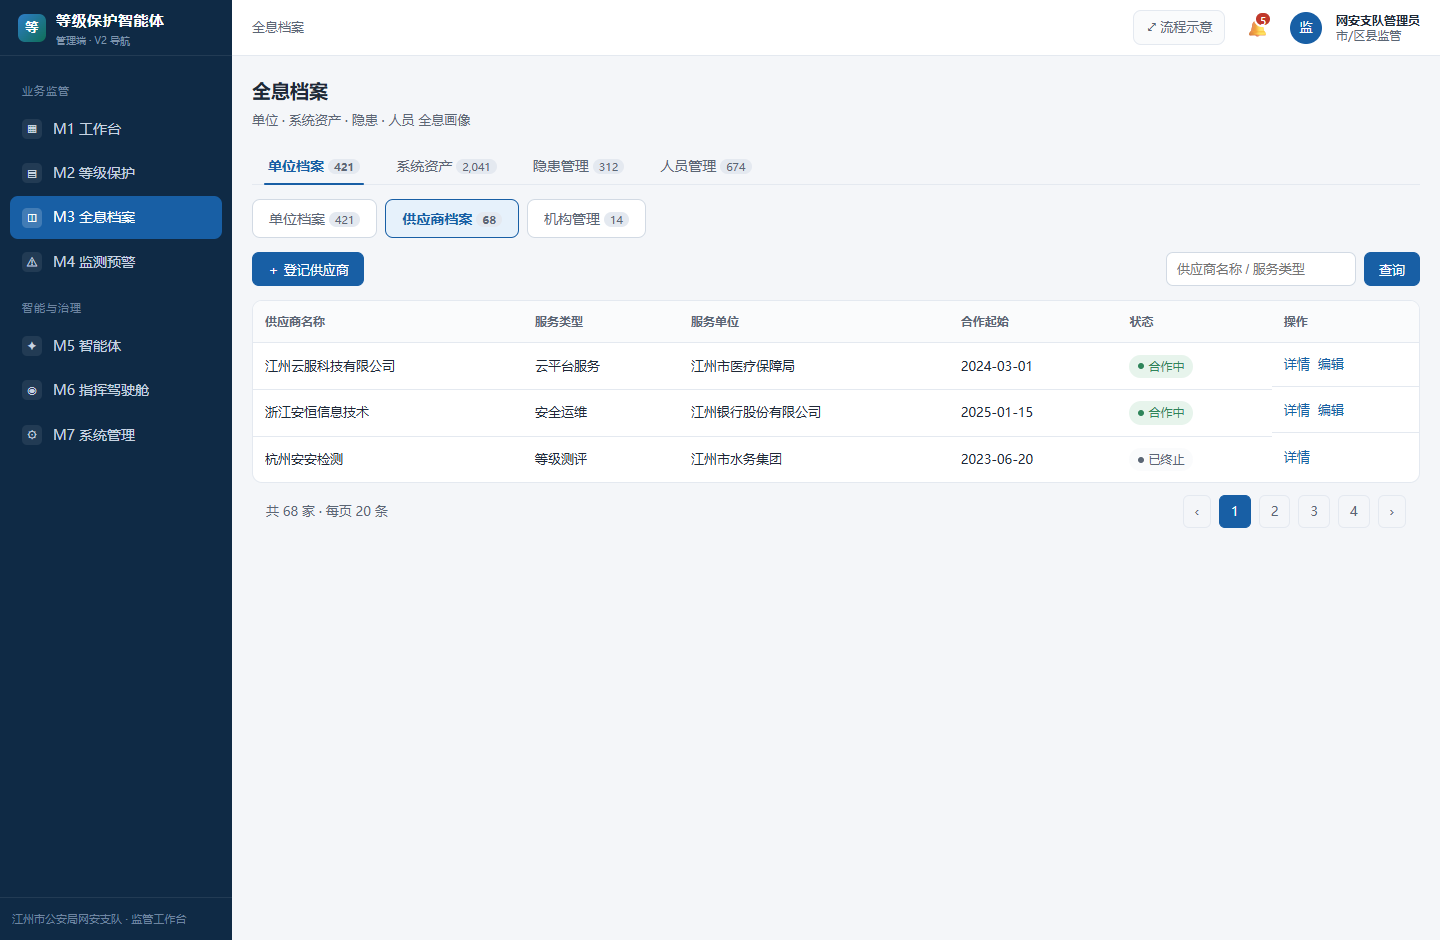 等
等级保护智能体
管理端 · V2 导航
业务监管
M1 工作台
M2 等级保护
M3 全息档案
M4 监测预警
智能与治理
M5 智能体
M6 指挥驾驶舱
M7 系统管理
江州市公安局网安支队 · 监管工作台
全息档案
⤢ 流程示意
5
监
网安支队管理员
市/区县监管
全息档案
单位 · 系统资产 · 隐患 · 人员 全息画像
单位档案 421 系统资产 2,041 隐患管理 312 人员管理 674
单位档案 421 供应商档案 68 机构管理 14
+ 登记供应商
供应商名称 / 服务类型
查询
供应商名称 服务类型 服务单位 合作起始 状态 操作
江州云服科技有限公司 云平台服务 江州市医疗保障局 2024-03-01 合作中 详情 编辑
浙江安恒信息技术 安全运维 江州银行股份有限公司 2025-01-15 合作中 详情 编辑
杭州安安检测 等级测评 江州市水务集团 2023-06-20 已终止 详情
共 68 家 · 每页 20 条
‹ 1 2 3 4 ›